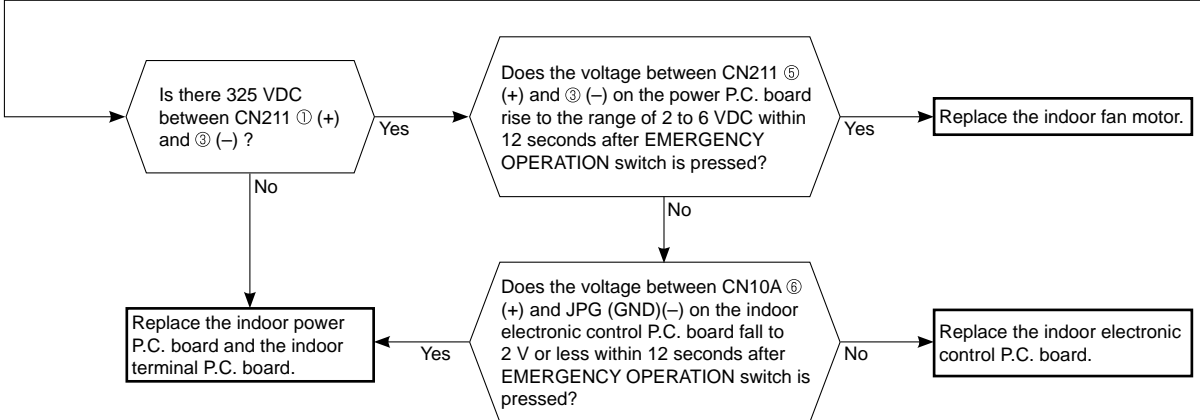 Is there 325 VDC
between CN211 ① (+)
and ③ (–) ?
Yes
No
Does the voltage between CN211 ⑤
(+) and ③ (–) on the power P.C. board
rise to the range of 2 to 6 VDC within
12 seconds after EMERGENCY
OPERATION switch is pressed?
Yes
No
Replace the indoor fan motor.
Replace the indoor power
P.C. board and the indoor
terminal P.C. board.
Does the voltage between CN10A ⑥
(+) and JPG (GND)(–) on the indoor
electronic control P.C. board fall to
2 V or less within 12 seconds after
EMERGENCY OPERATION switch is
pressed?
Yes
No
Replace the indoor electronic
control P.C. board.